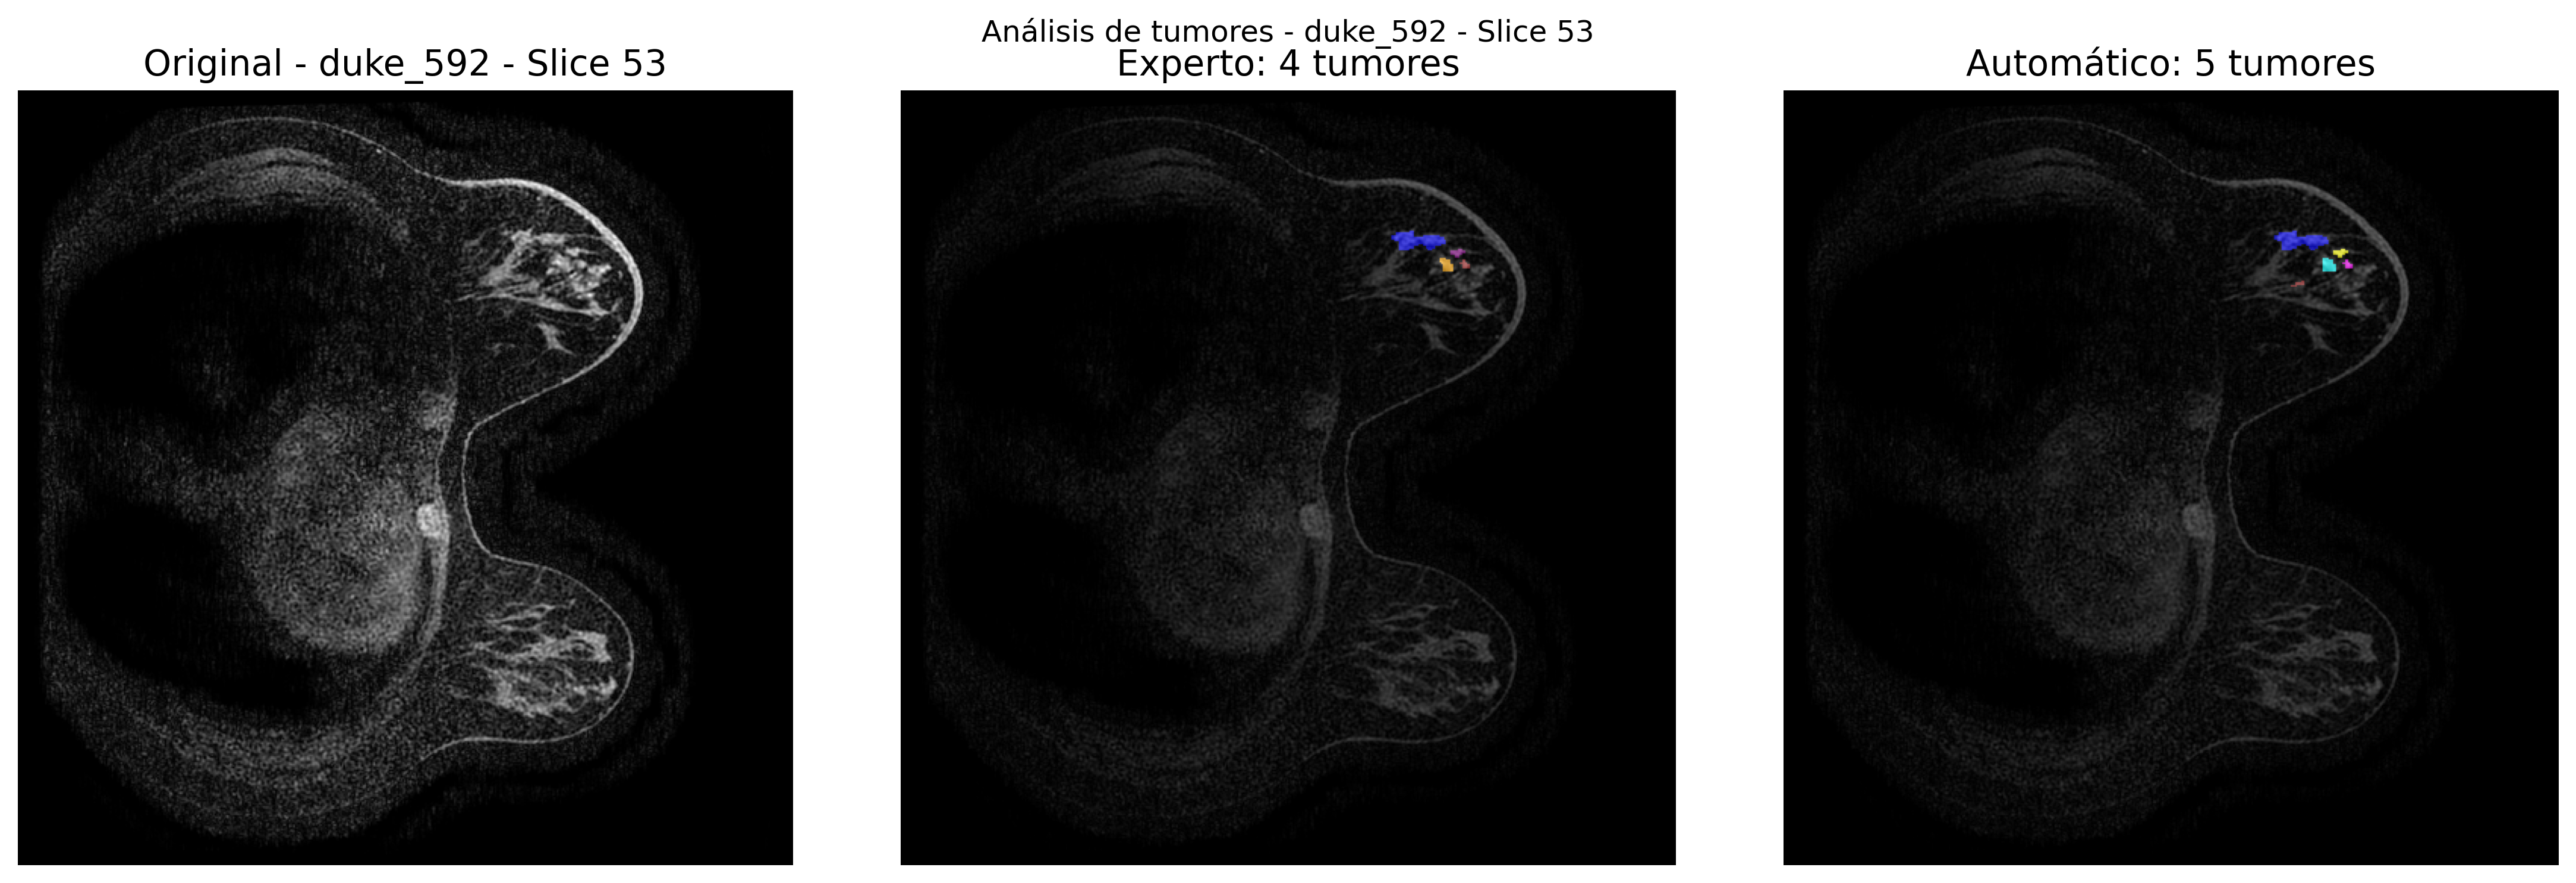 Análisis de tumores - duke_592 - Slice 53
Original - duke_592 - Slice 53
Experto: 4 tumores
Automático: 5 tumores